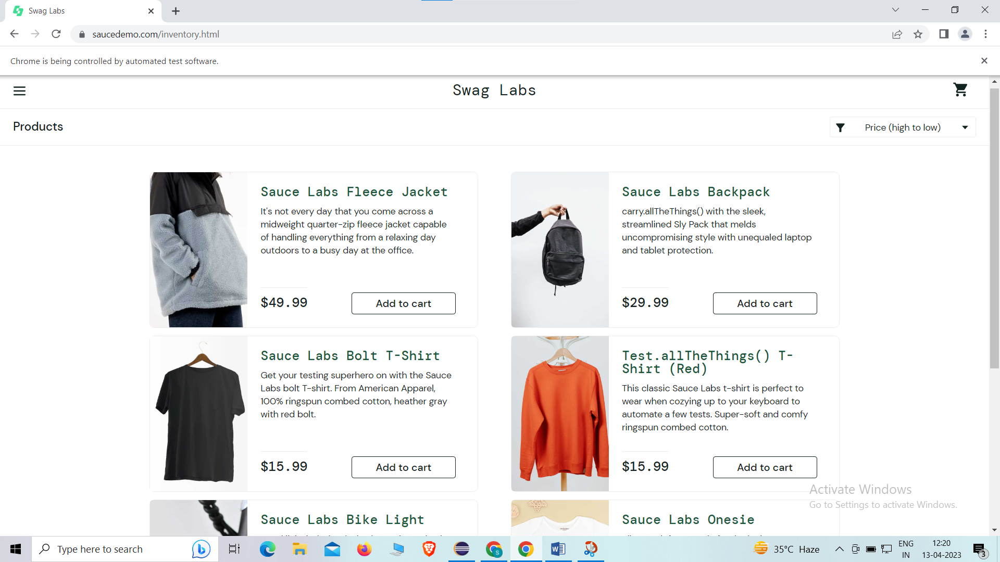 Swag Labs
saucedemo.com/inventory.html
Chrome is being controlled by automated test software.
Swag Labs
Products
Price (high to low)
Sauce Labs Fleece Jacket
It's not every day that you come across a
midweight quarter-zip fleece jacket capable
of handling everything from a relaxing day
outdoors to a busy day at the office.
$49.99
Add to cart
Sauce Labs Backpack
carry.allTheThings() with the sleek,
streamlined Sly Pack that melds
uncompromising style with unequaled laptop
and tablet protection.
$29.99
Add to cart
Sauce Labs Bolt T-Shirt
Get your testing superhero on with the Sauce
Labs bolt T-shirt. From American Apparel,
100% ringspun combed cotton, heather gray
with red bolt.
$15.99
Add to cart
Test.allTheThings() T-
Shirt (Red)
This classic Sauce Labs t-shirt is perfect to
wear when cozying up to your keyboard to
automate a few tests. Super-soft and comfy
ringspun combed cotton.
$15.99
Add to cart
Sauce Labs Bike Light
Sauce Labs Onesie
Activate Windows
Go to Settings to activate Windows.
Type here to search
S
35°C Haze
ENG
IN
12:20
13-04-2023
3